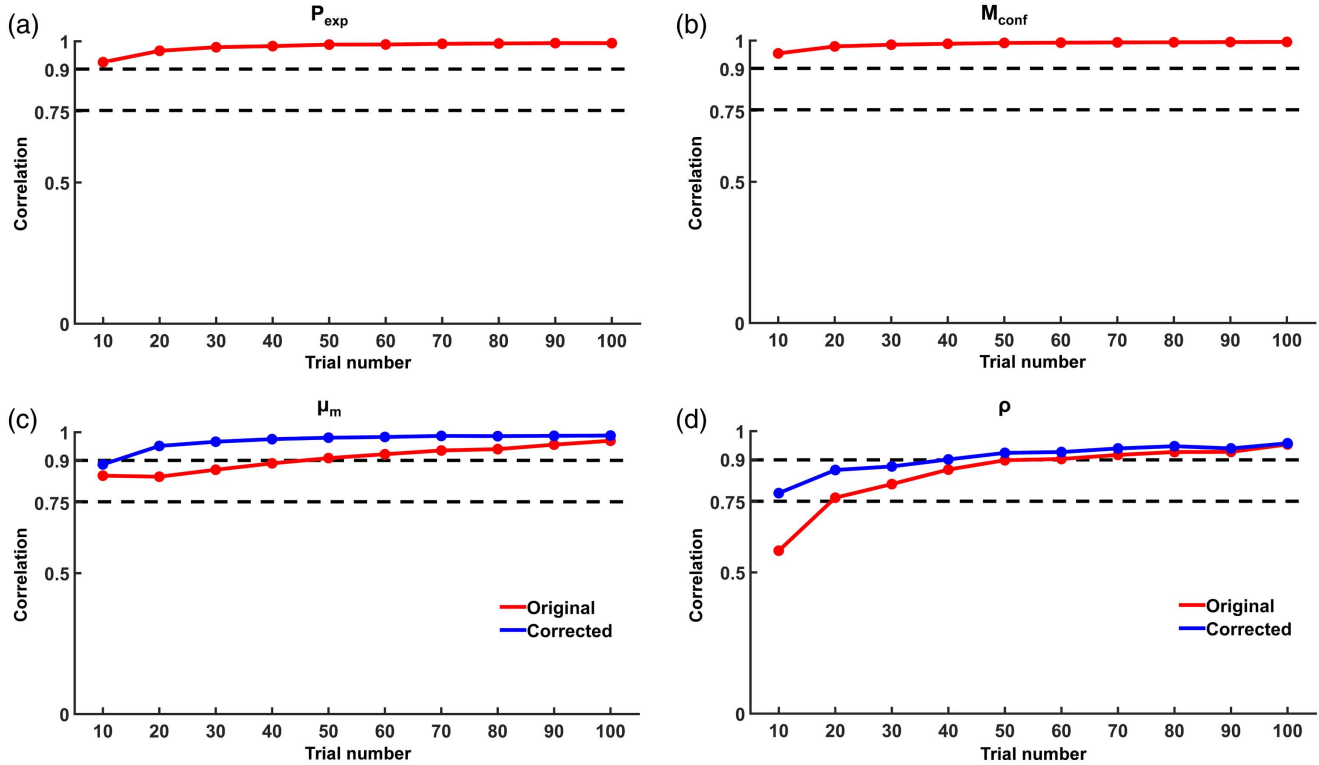 (a)
P_exp
1
0.9
0.75
0.5
0
Correlation
10 20 30 40 50 60 70 80 90 100
Trial number
(b)
M_conf
1
0.9
0.75
0.5
0
Correlation
10 20 30 40 50 60 70 80 90 100
Trial number
(c)
μ_m
1
0.9
0.75
0.5
0
Correlation
Original
Corrected
10 20 30 40 50 60 70 80 90 100
Trial number
(d)
ρ
1
0.9
0.75
0.5
0
Correlation
Original
Corrected
10 20 30 40 50 60 70 80 90 100
Trial number